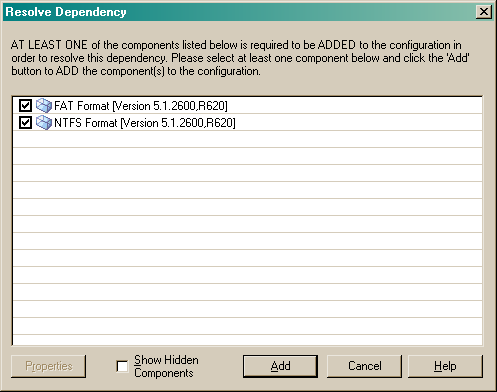 Resolve Dependency
AT LEAST ONE of the components listed below is required to be ADDED to the configuration in
order to resolve this dependency. Please select at least one component below and click the 'Add'
button to ADD the component(s) to the configuration.
FAT Format [Version 5.1.2600,R620]
NTFS Format [Version 5.1.2600,R620]
Properties
Show Hidden
Components
Add
Cancel
Help